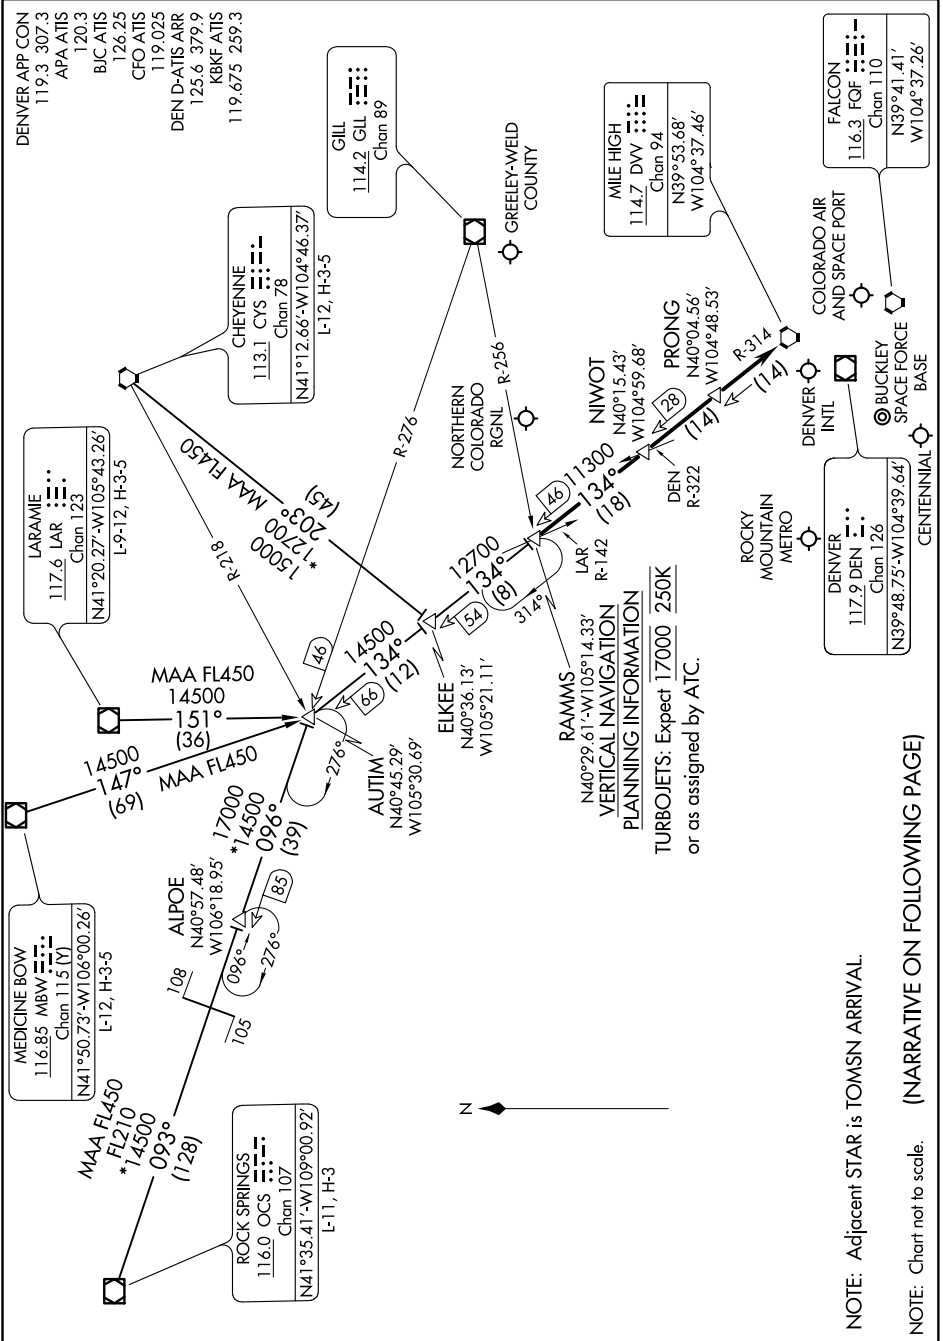 DENVER APP CON
119.3 307.3
APA ATIS
120.3
BJC ATIS
126.25
CFO ATIS
119.025
DEN D-ATIS ARR
125.6 379.9
KBKF ATIS
119.675 259.3
MEDICINE BOW
116.85 MBW
Chan 115 (Y)
N41°50.73'-W106°00.26'
L-12, H-3-5
LARAMIE
117.6 LAR
Chan 123
N41°20.27'-W105°43.26'
L-9-12, H-3-5
CHEYENNE
113.1 CYS
Chan 78
N41°12.66'-W104°46.37'
L-12, H-3-5
GILL
114.2 GLL
Chan 89
ROCK SPRINGS
116.0 OCS
Chan 107
N41°35.41'-W109°00.92'
L-11, H-3
MAA FL450
FL210
*14500
093°
(128)
108
105
ALPOE
N40°57.48'
W106°18.95'
096°
276°
85
17000
*14500
096°
(39)
14500
147°
(69)
MAA FL450
MAA FL450
14500
151°
(36)
R-218
MAA FL450
203°
*12700
15000
(45)
R-276
R-256
46
276°
AUTIM
N40°45.29'
W105°30.69'
66
14500
134°
(12)
ELKEE
N40°36.13'
W105°21.11'
54
12700
134°
(8)
314°
RAMMS
N40°29.61'-W105°14.33'
LAR
R-142
46
11300
134°
(18)
NIWOT
N40°15.43'
W104°59.68'
DEN
R-322
28
(14)
PRONG
N40°04.56'
W104°48.53'
(14)
R-314
GREELEY-WELD
COUNTY
NORTHERN
COLORADO
RGNL
MILE HIGH
114.7 DVV
Chan 94
N39°53.68'
W104°37.46'
FALCON
116.3 FQF
Chan 110
N39°41.41'
W104°37.26'
COLORADO AIR
AND SPACE PORT
DENVER
INTL
BUCKLEY
SPACE FORCE
BASE
CENTENNIAL
ROCKY
MOUNTAIN
METRO
DENVER
117.9 DEN
Chan 126
N39°48.75'-W104°39.64'
VERTICAL NAVIGATION
PLANNING INFORMATION
TURBOJETS: Expect 17000 250K
or as assigned by ATC.
N
NOTE: Adjacent STAR is TOMSN ARRIVAL.
NOTE: Chart not to scale.
(NARRATIVE ON FOLLOWING PAGE)